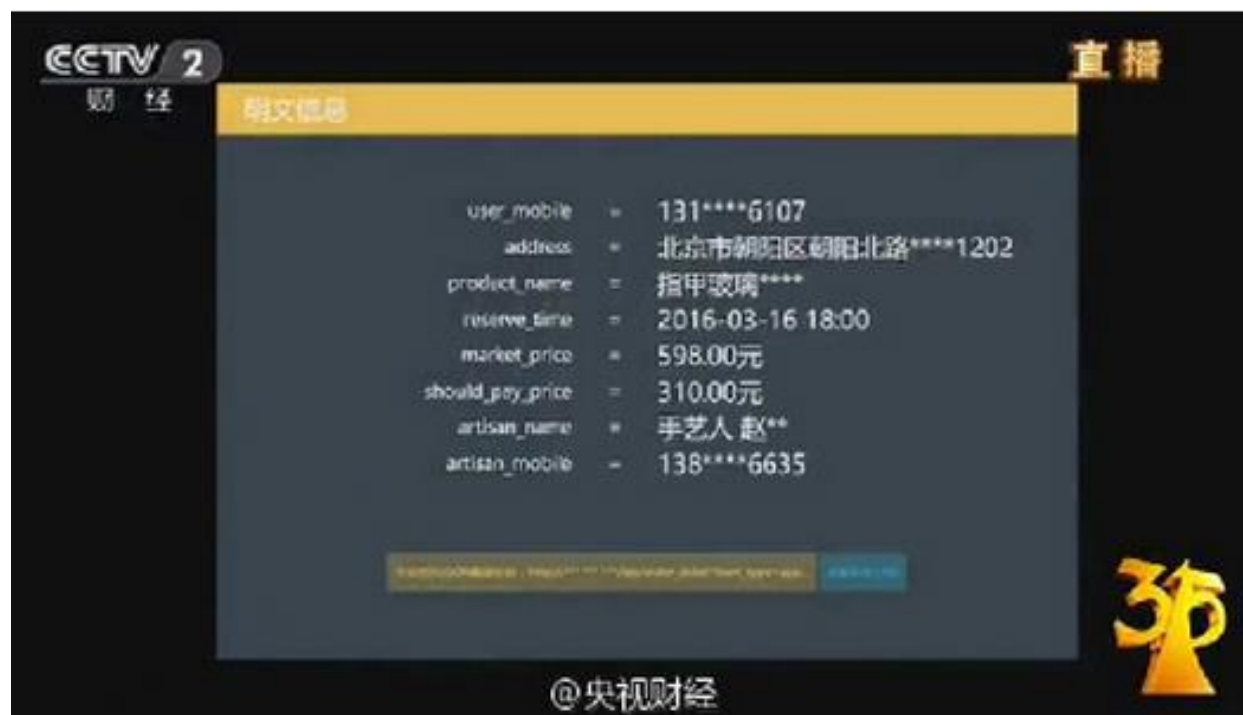 CCTV 2
财 经
直播
明文信息
user_mobile = 131****6107
address = 北京市朝阳区朝阳北路****1202
product_name = 指甲玻璃****
reserve_time = 2016-03-16 18:00
market_price = 598.00元
should_pay_price = 310.00元
artisan_name = 手艺人 赵**
artisan_mobile = 138****6635
315
@央视财经